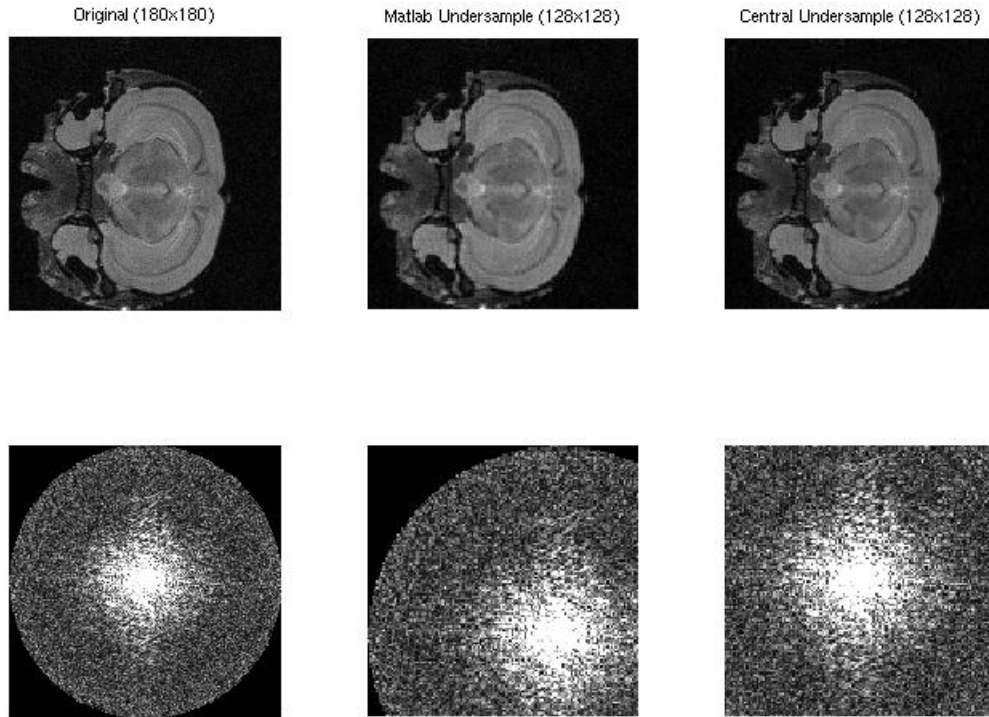 Original (180x180)
Matlab Undersample (128x128)
Central Undersample (128x128)